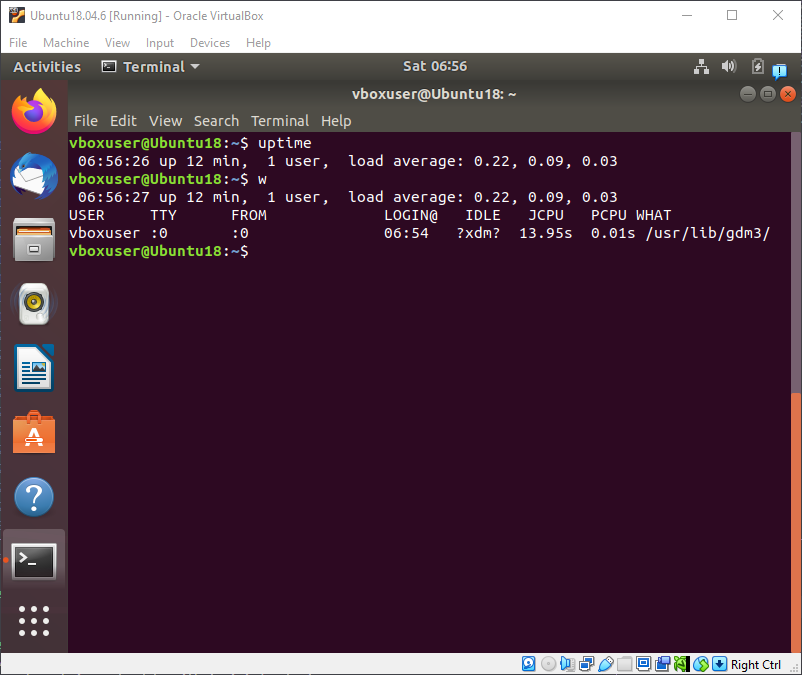 Ubuntu18.04.6 [Running] - Oracle VirtualBox
File Machine View Input Devices Help
Activities Terminal Sat 06:56
vboxuser@Ubuntu18: ~
File Edit View Search Terminal Help
vboxuser@Ubuntu18:~$ uptime
 06:56:26 up 12 min,  1 user,  load average: 0.22, 0.09, 0.03
vboxuser@Ubuntu18:~$ w
 06:56:27 up 12 min,  1 user,  load average: 0.22, 0.09, 0.03
USER     TTY      FROM             LOGIN@   IDLE   JCPU   PCPU WHAT
vboxuser :0       :0               06:54   ?xdm?  13.95s  0.01s /usr/lib/gdm3/
vboxuser@Ubuntu18:~$
Right Ctrl